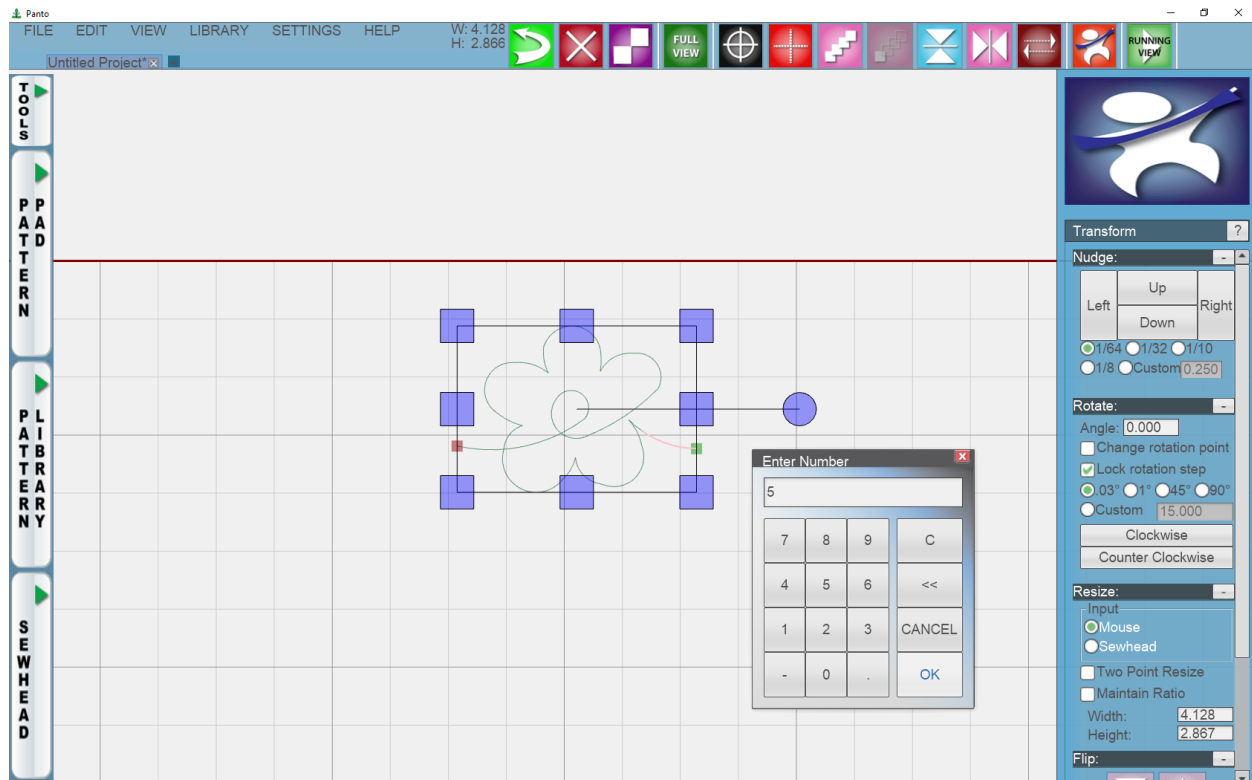 Panto
FILE EDIT VIEW LIBRARY SETTINGS HELP
W: 4.128
H: 2.866
FULL
VIEW
RUNNING
VIEW
Untitled Project*
TOOLS
PATTERN
PAD
PATTERN
LIBRARY
SEWHEAD
Transform ?
Nudge: -
Up
Left Right
Down
1/64 1/32 1/10
1/8 Custom 0.250
Rotate: -
Angle: 0.000
Change rotation point
Lock rotation step
.03° 1° 45° 90°
Custom 15.000
Clockwise
Counter Clockwise
Resize: -
Input
Mouse
Sewhead
Two Point Resize
Maintain Ratio
Width: 4.128
Height: 2.867
Flip: -
Enter Number
5
7 8 9 C
4 5 6 <<
1 2 3 CANCEL
- 0 . OK